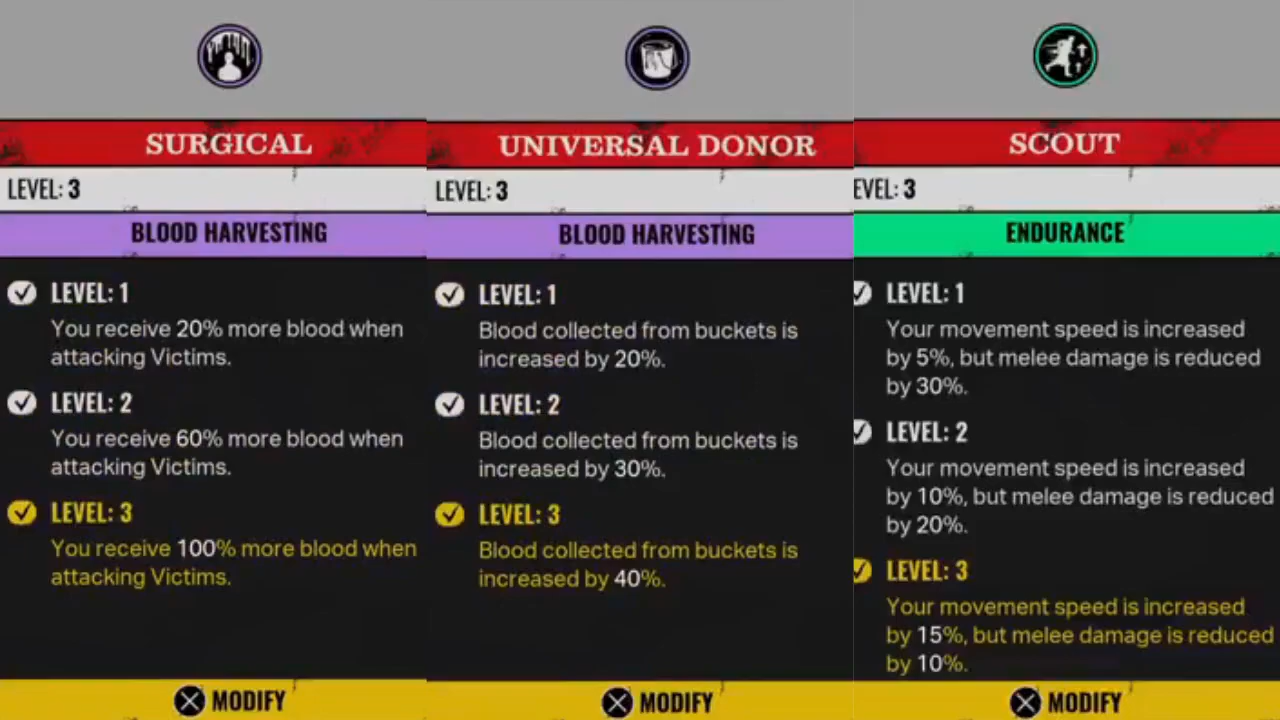 SURGICAL
LEVEL: 3
BLOOD HARVESTING
LEVEL: 1
You receive 20% more blood when
attacking Victims.
LEVEL: 2
You receive 60% more blood when
attacking Victims.
LEVEL: 3
You receive 100% more blood when
attacking Victims.
MODIFY
UNIVERSAL DONOR
LEVEL: 3
BLOOD HARVESTING
LEVEL: 1
Blood collected from buckets is
increased by 20%.
LEVEL: 2
Blood collected from buckets is
increased by 30%.
LEVEL: 3
Blood collected from buckets is
increased by 40%.
MODIFY
SCOUT
EVEL: 3
ENDURANCE
LEVEL: 1
Your movement speed is increased
by 5%, but melee damage is reduced
by 30%.
LEVEL: 2
Your movement speed is increased
by 10%, but melee damage is reduced
by 20%.
LEVEL: 3
Your movement speed is increased
by 15%, but melee damage is reduced
by 10%.
MODIFY